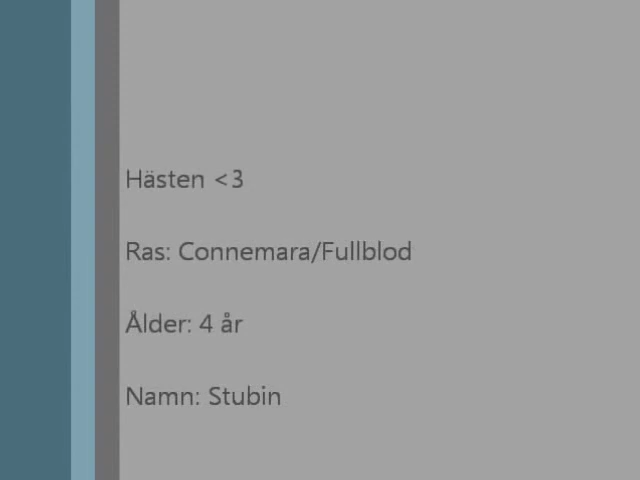 Hästen <3
Ras: Connemara/Fullblod
Ålder: 4 år
Namn: Stubin